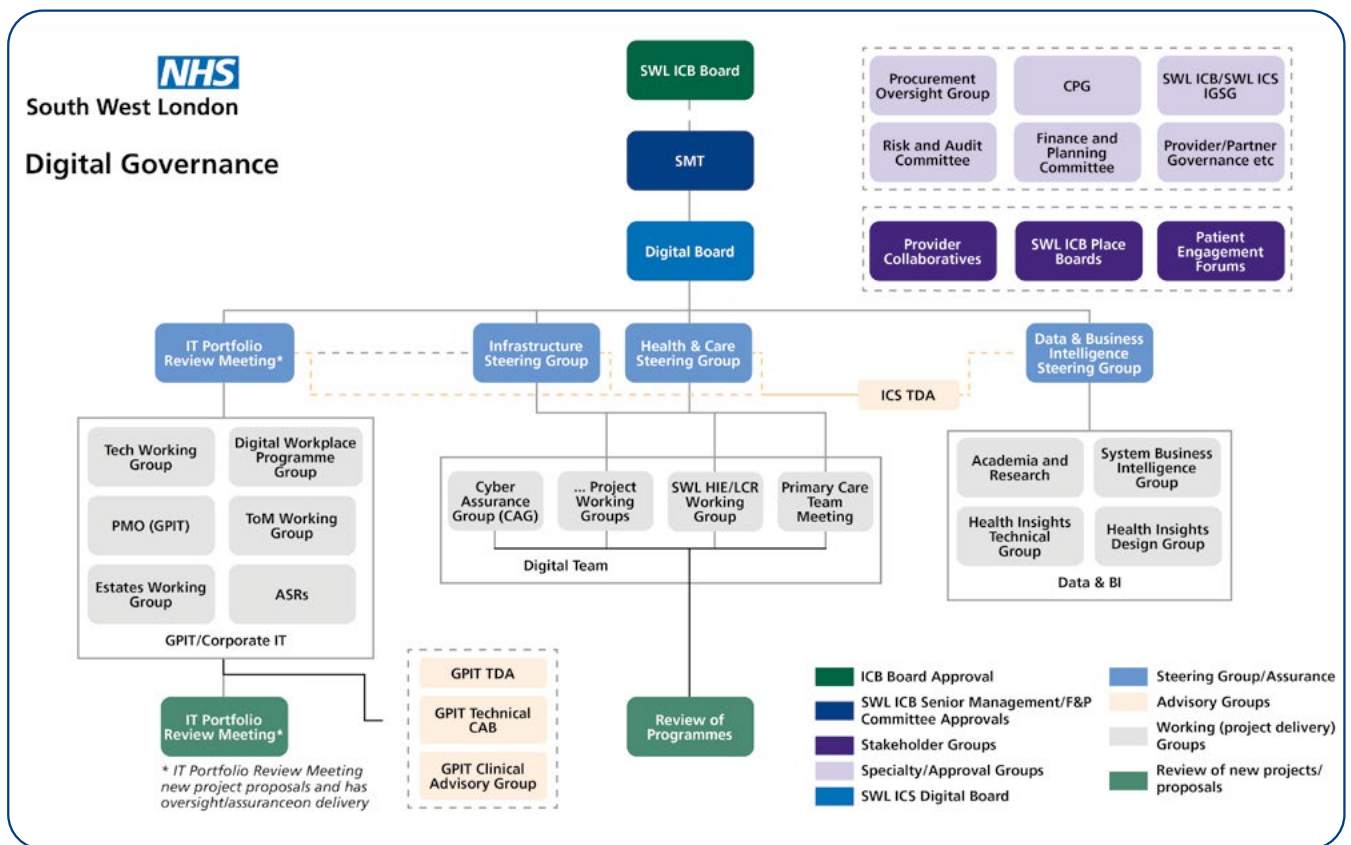 NHS
South West London
Digital Governance
SWL ICB Board
SMT
Digital Board
Procurement
Oversight Group
CPG
SWL ICB/SWL ICS
IGSG
Risk and Audit
Committee
Finance and
Planning
Committee
Provider/Partner
Governance etc
Provider
Collaboratives
SWL ICB Place
Boards
Patient
Engagement
Forums
IT Portfolio
Review Meeting*
Infrastructure
Steering Group
Health & Care
Steering Group
Data & Business
Intelligence
Steering Group
ICS TDA
Tech Working
Group
Digital Workplace
Programme
Group
PMO (GPIT)
ToM Working
Group
Estates Working
Group
ASRs
GPIT/Corporate IT
Cyber
Assurance
Group (CAG)
... Project
Working
Groups
SWL HIE/LCR
Working
Group
Primary Care
Team
Meeting
Digital Team
Academia and
Research
System Business
Intelligence
Group
Health Insights
Technical
Group
Health Insights
Design Group
Data & BI
IT Portfolio
Review Meeting*
* IT Portfolio Review Meeting
new project proposals and has
oversight/assuranceon delivery
GPIT TDA
GPIT Technical
CAB
GPIT Clinical
Advisory Group
Review of
Programmes
ICB Board Approval
SWL ICB Senior Management/F&P
Committee Approvals
Stakeholder Groups
Specialty/Approval Groups
SWL ICS Digital Board
Steering Group/Assurance
Advisory Groups
Working (project delivery)
Groups
Review of new projects/
proposals